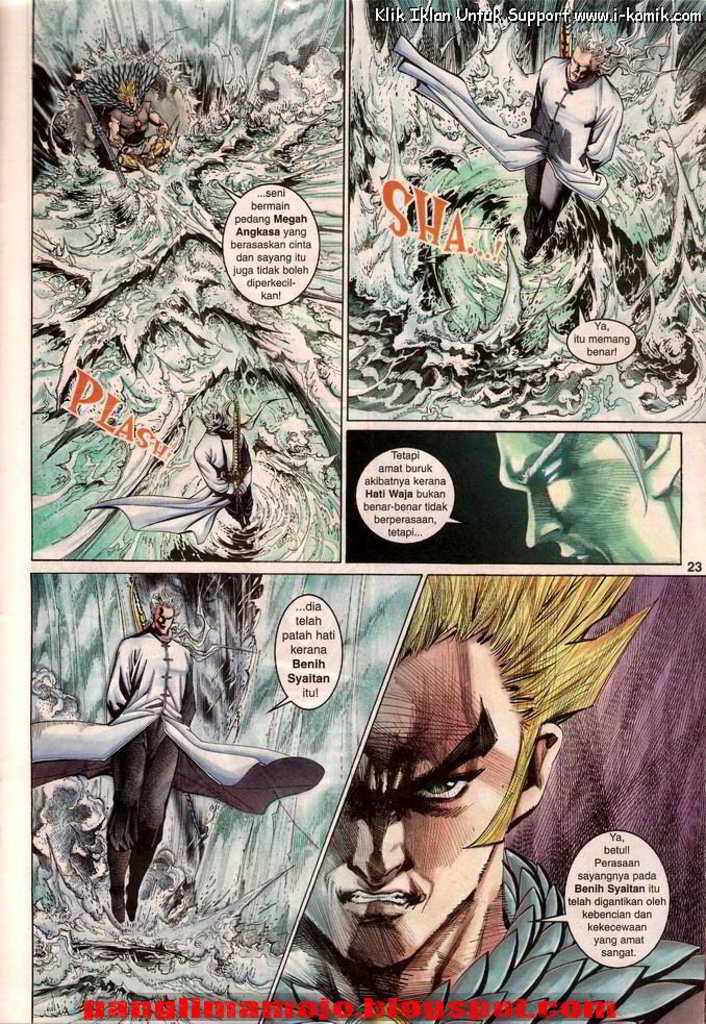 Klik Iklan Untuk Support www.i-komik.com
...seni
bermain
pedang Megah
Angkasa yang
berasaskan cinta
dan sayang itu
juga tidak boleh
diperkecil-
kan!
PLASH
SHA...!
Ya,
itu memang
benar!
Tetapi
amat buruk
akibatnya kerana
Hati Waja bukan
benar-benar tidak
berperasaan,
tetapi...
23
...dia
telah
patah hati
kerana
Benih
Syaitan
itu!
Ya,
betul!
Perasaan
sayangnya pada
Benih Syaitan itu
telah digantikan oleh
kebencian dan
kekecewaan
yang amat
sangat.
panglimamojo.blogspot.com